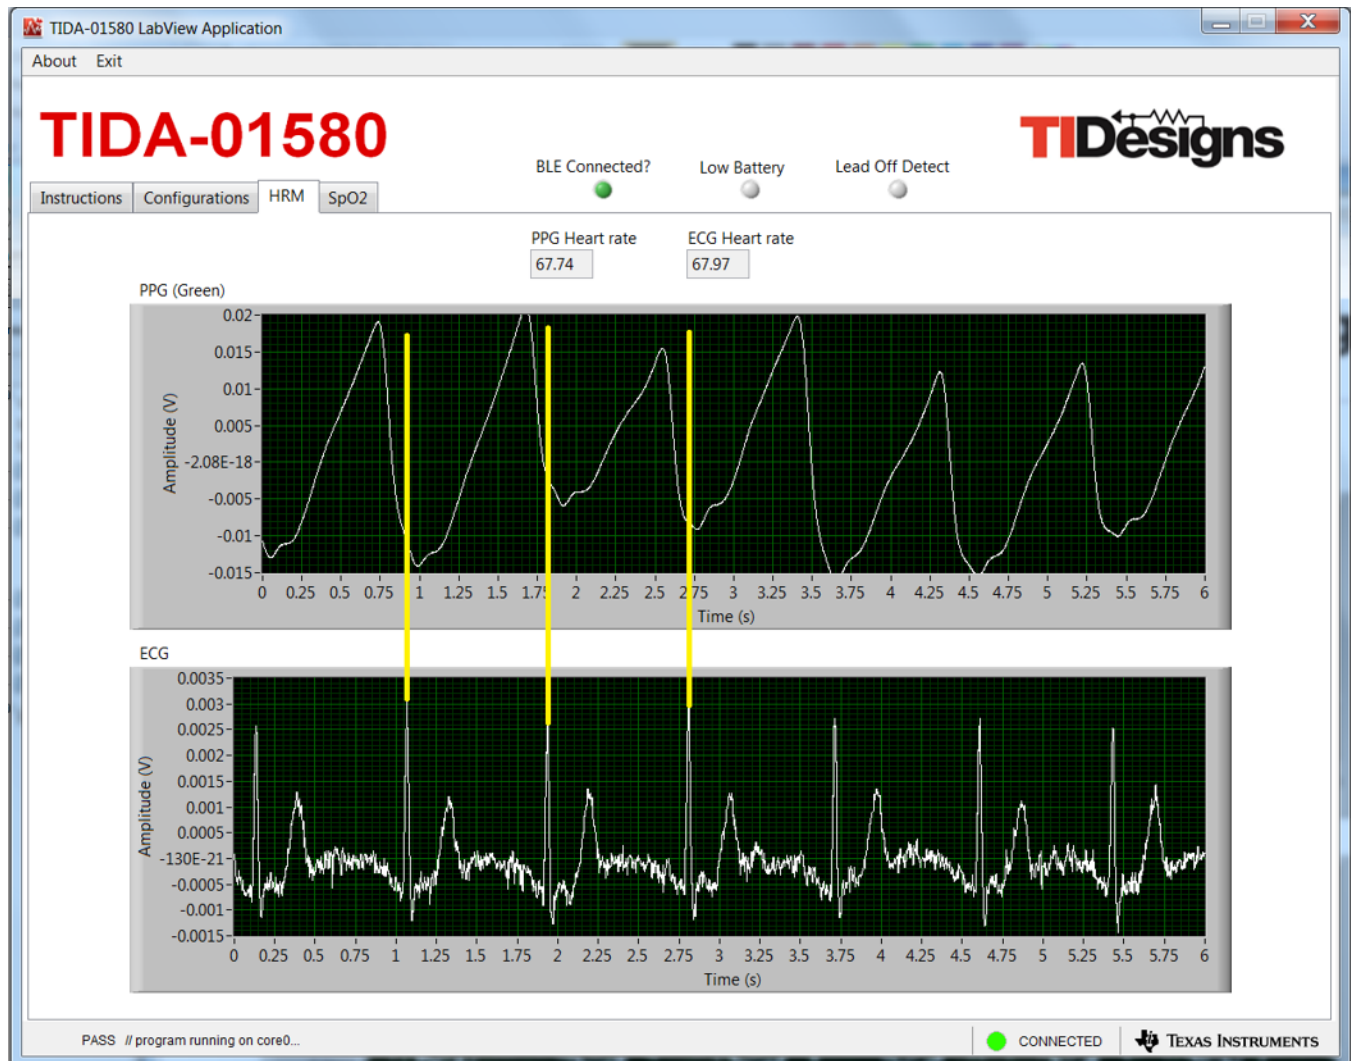 TIDA-01580 LabView Application
About Exit
TIDA-01580
TIDesigns
BLE Connected? Low Battery Lead Off Detect
Instructions Configurations HRM SpO2
PPG Heart rate ECG Heart rate
67.74 67.97
PPG (Green)
0.02
0.015
0.01
0.005
-2.08E-18
-0.005
-0.01
-0.015
Amplitude (V)
0 0.25 0.5 0.75 1 1.25 1.5 1.75 2 2.25 2.5 2.75 3 3.25 3.5 3.75 4 4.25 4.5 4.75 5 5.25 5.5 5.75 6
Time (s)
ECG
0.0035
0.003
0.0025
0.002
0.0015
0.001
0.0005
-130E-21
-0.0005
-0.001
-0.0015
Amplitude (V)
0 0.25 0.5 0.75 1 1.25 1.5 1.75 2 2.25 2.5 2.75 3 3.25 3.5 3.75 4 4.25 4.5 4.75 5 5.25 5.5 5.75 6
Time (s)
PASS // program running on core0...
CONNECTED
TEXAS INSTRUMENTS